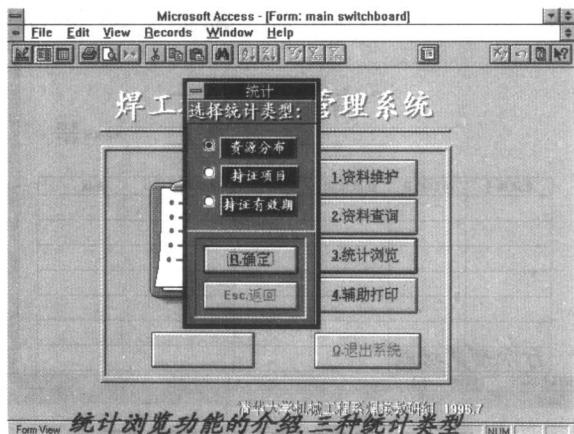 Microsoft Access - [Form: main switchboard]
File Edit View Records Window Help
焊工 管理系统
统计
选择统计类型:
资源分布
持证项目
持证有效期
R.确定
Esc.返回
1.资料维护
2.资料查询
3.统计浏览
4.辅助打印
Q.退出系统
清华大学机械工程系焊接教研组 1995.7
统计浏览功能的介绍.三种统计类型
Form View
NUM